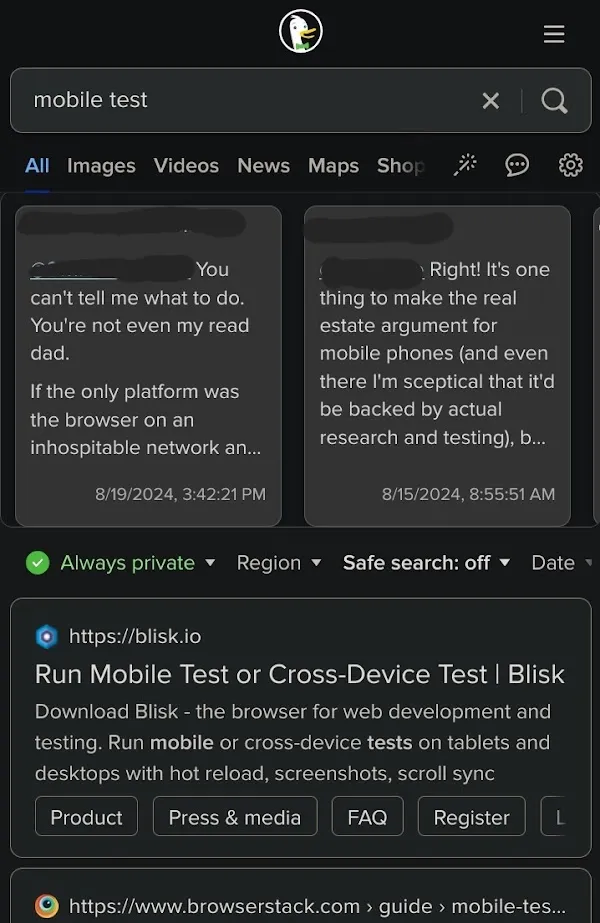 mobile test
All Images Videos News Maps Shop
You
can't tell me what to do.
You're not even my read
dad.
If the only platform was
the browser on an
inhospitable network an...
8/19/2024, 3:42:21 PM
Right! It's one
thing to make the real
estate argument for
mobile phones (and even
there I'm sceptical that it'd
be backed by actual
research and testing), b...
8/15/2024, 8:55:51 AM
Always private Region Safe search: off Date
https://blisk.io
Run Mobile Test or Cross-Device Test | Blisk
Download Blisk - the browser for web development and
testing. Run mobile or cross-device tests on tablets and
desktops with hot reload, screenshots, scroll sync
Product Press & media FAQ Register L
https://www.browserstack.com › guide › mobile-tes...